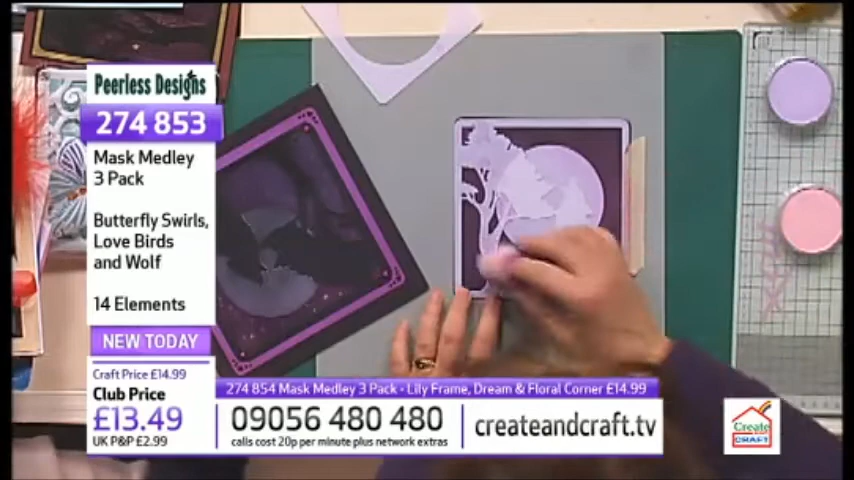 Peerless Designs
274 853
Mask Medley
3 Pack
Butterfly Swirls,
Love Birds
and Wolf
14 Elements
NEW TODAY
Craft Price £14.99
Club Price
£13.49
UK P&P £2.99
274 854 Mask Medley 3 Pack - Lily Frame, Dream & Floral Corner £14.99
09056 480 480
calls cost 20p per minute plus network extras
createandcraft.tv
Create
and
CRAFT